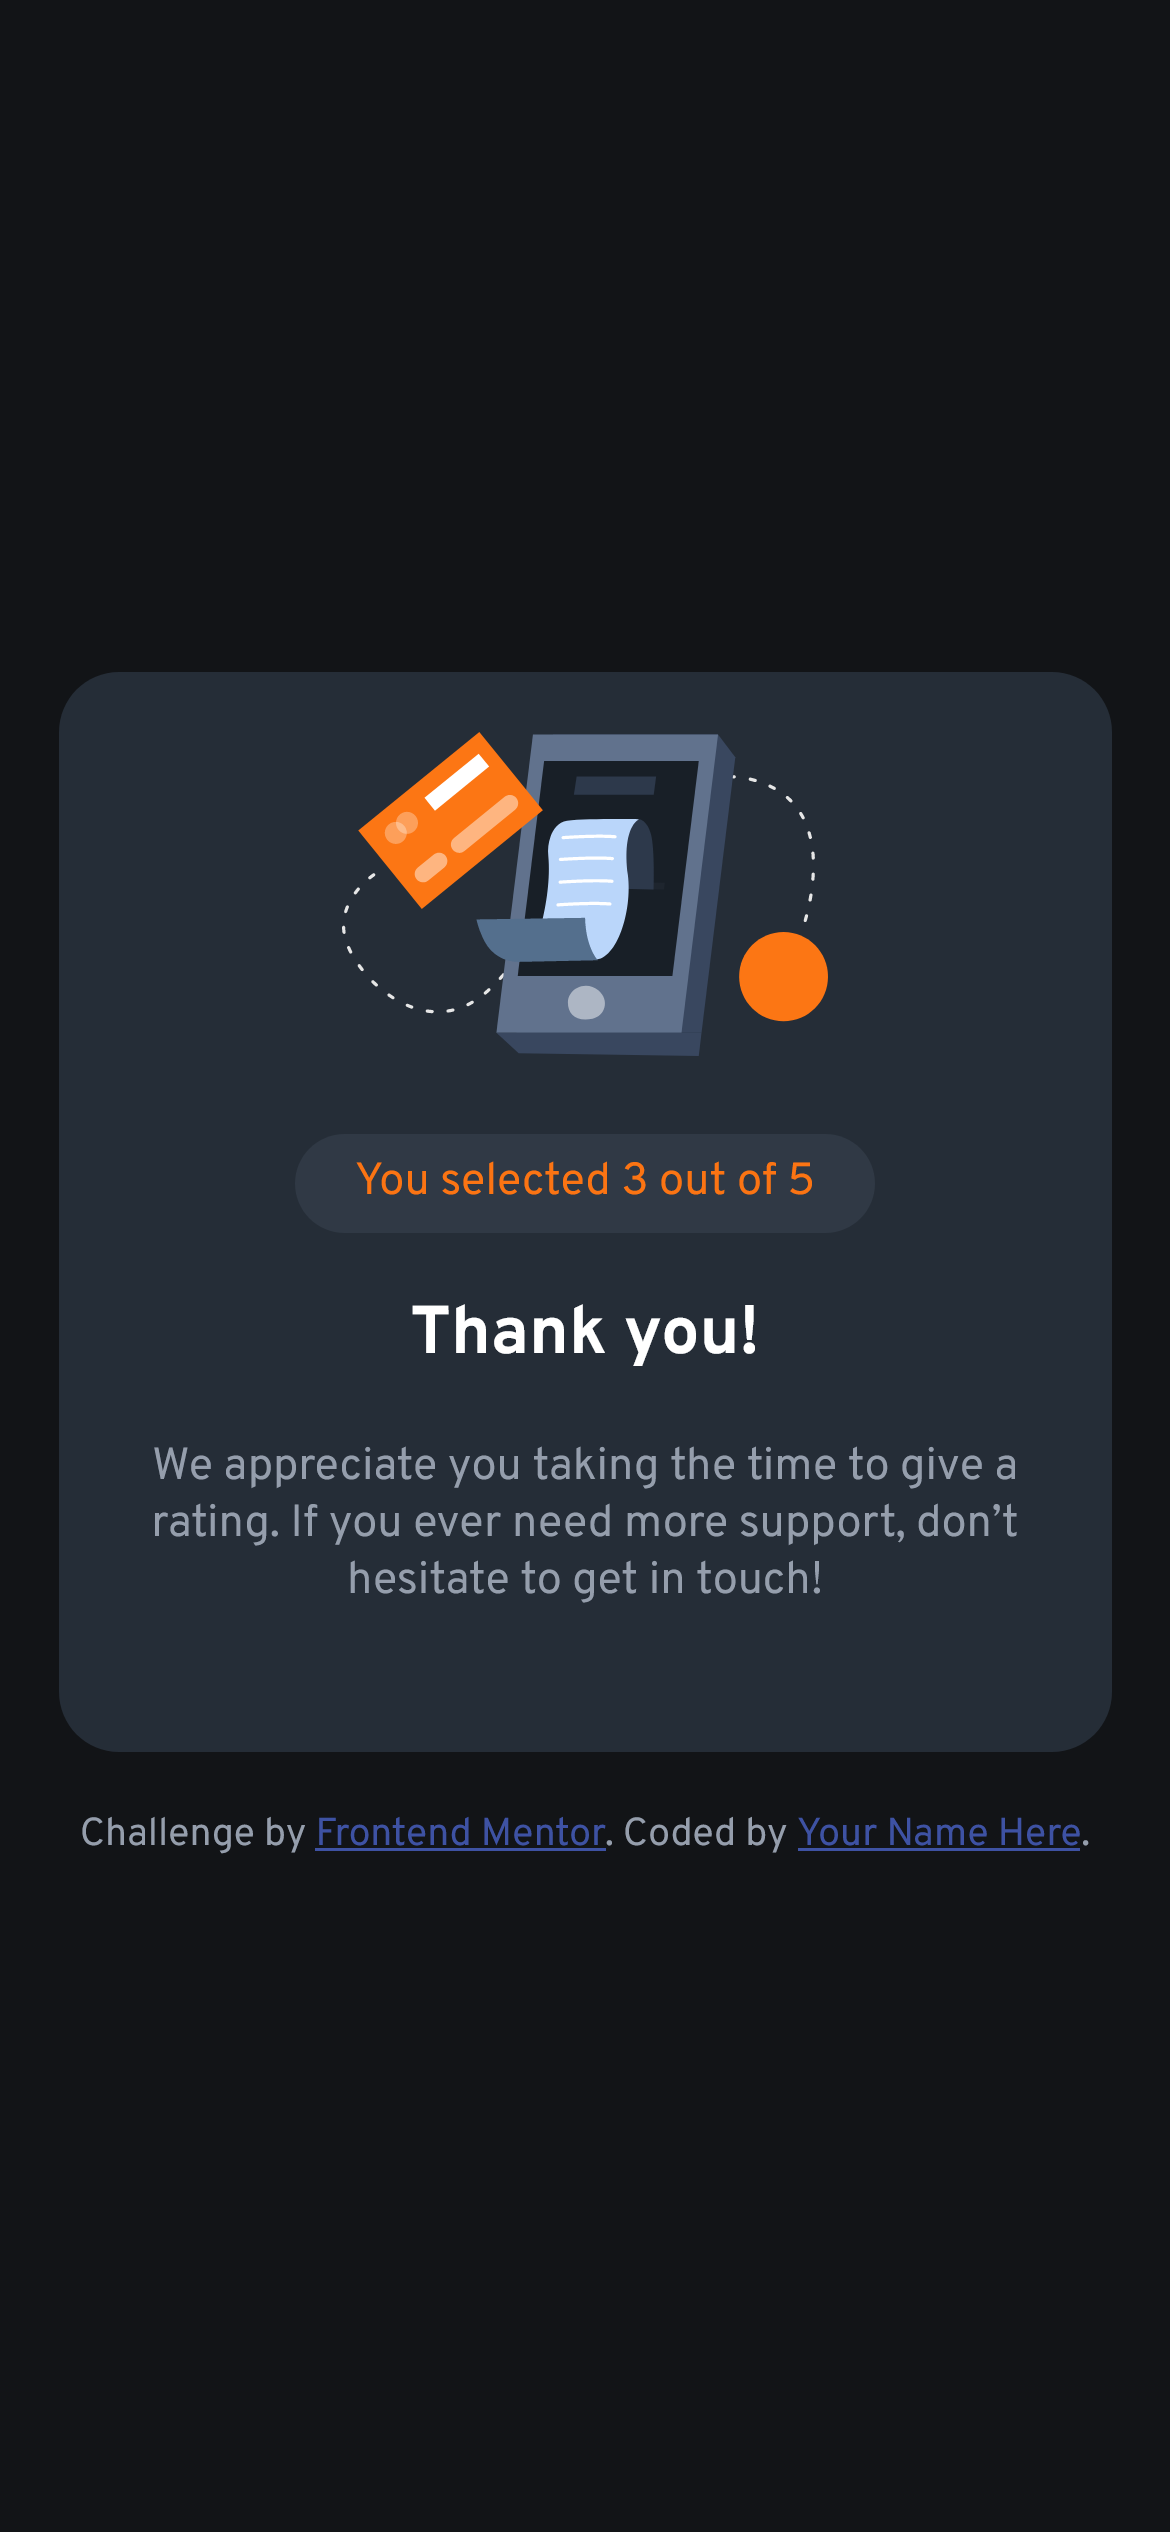 You selected 3 out of 5
Thank you!
We appreciate you taking the time to give a
rating. If you ever need more support, don’t
hesitate to get in touch!
Challenge by Frontend Mentor. Coded by Your Name Here.